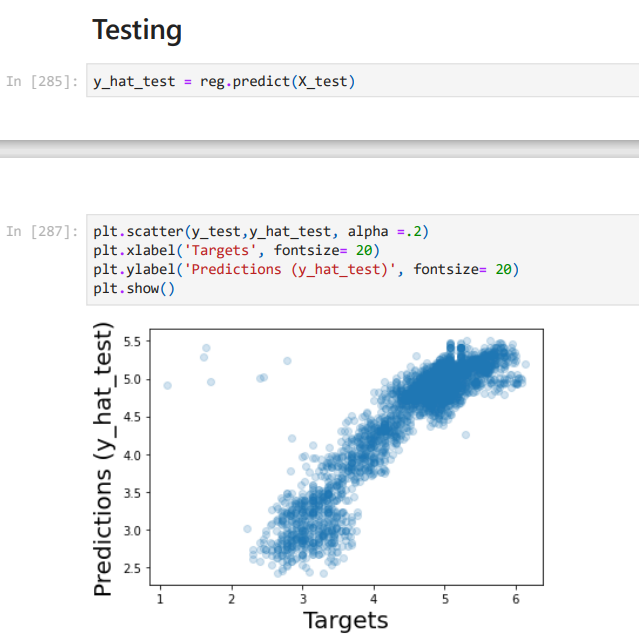 Testing
In [285]: y_hat_test = reg.predict(X_test)
In [287]: plt.scatter(y_test,y_hat_test, alpha =.2)
plt.xlabel('Targets', fontsize= 20)
plt.ylabel('Predictions (y_hat_test)', fontsize= 20)
plt.show()
Predictions (y_hat_test)
5.5
5.0
4.5
4.0
3.5
3.0
2.5
1 2 3 4 5 6
Targets